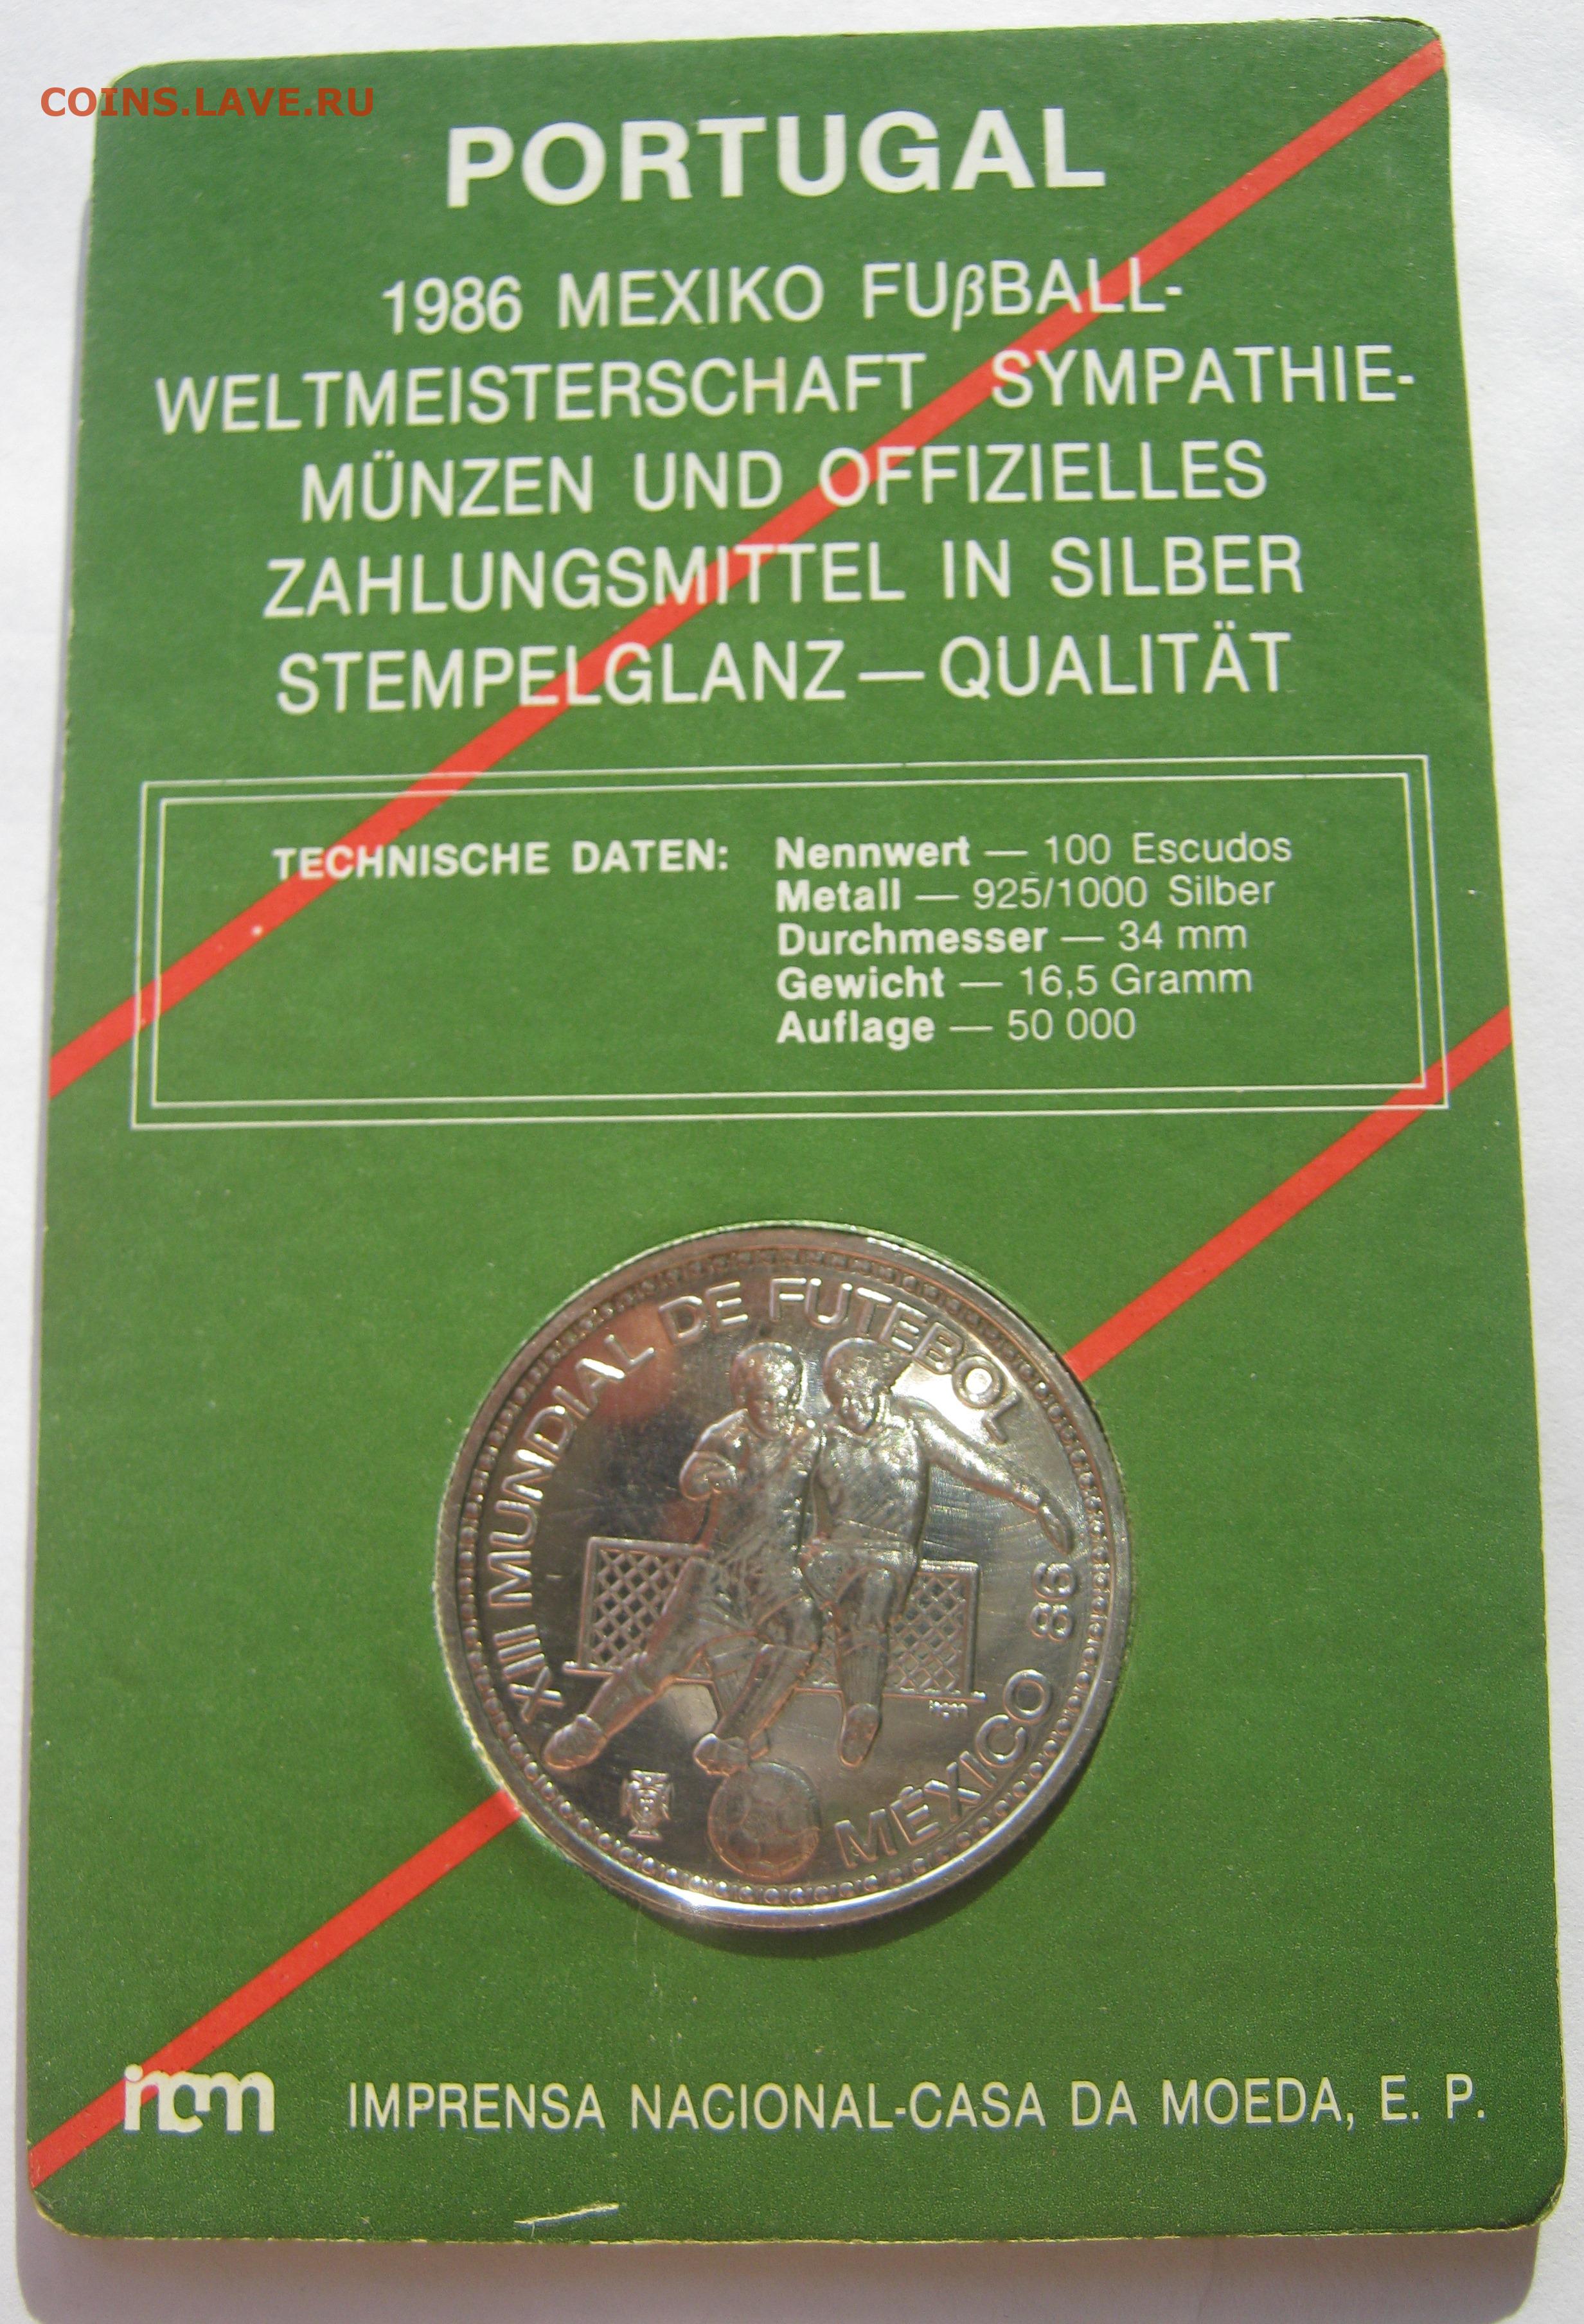 COINS.LAVE.RU
PORTUGAL
1986 MEXIKO FUβBALL-
WELTMEISTERSCHAFT SYMPATHIE-
MÜNZEN UND OFFIZIELLES
ZAHLUNGSMITTEL IN SILBER
STEMPELGLANZ — QUALITÄT
TECHNISCHE DATEN: Nennwert — 100 Escudos
Metall — 925/1000 Silber
Durchmesser — 34 mm
Gewicht — 16,5 Gramm
Auflage — 50 000
XIII MUNDIAL DE FUTEBOL
MÉXICO 86
incm
incm IMPRENSA NACIONAL-CASA DA MOEDA, E. P.